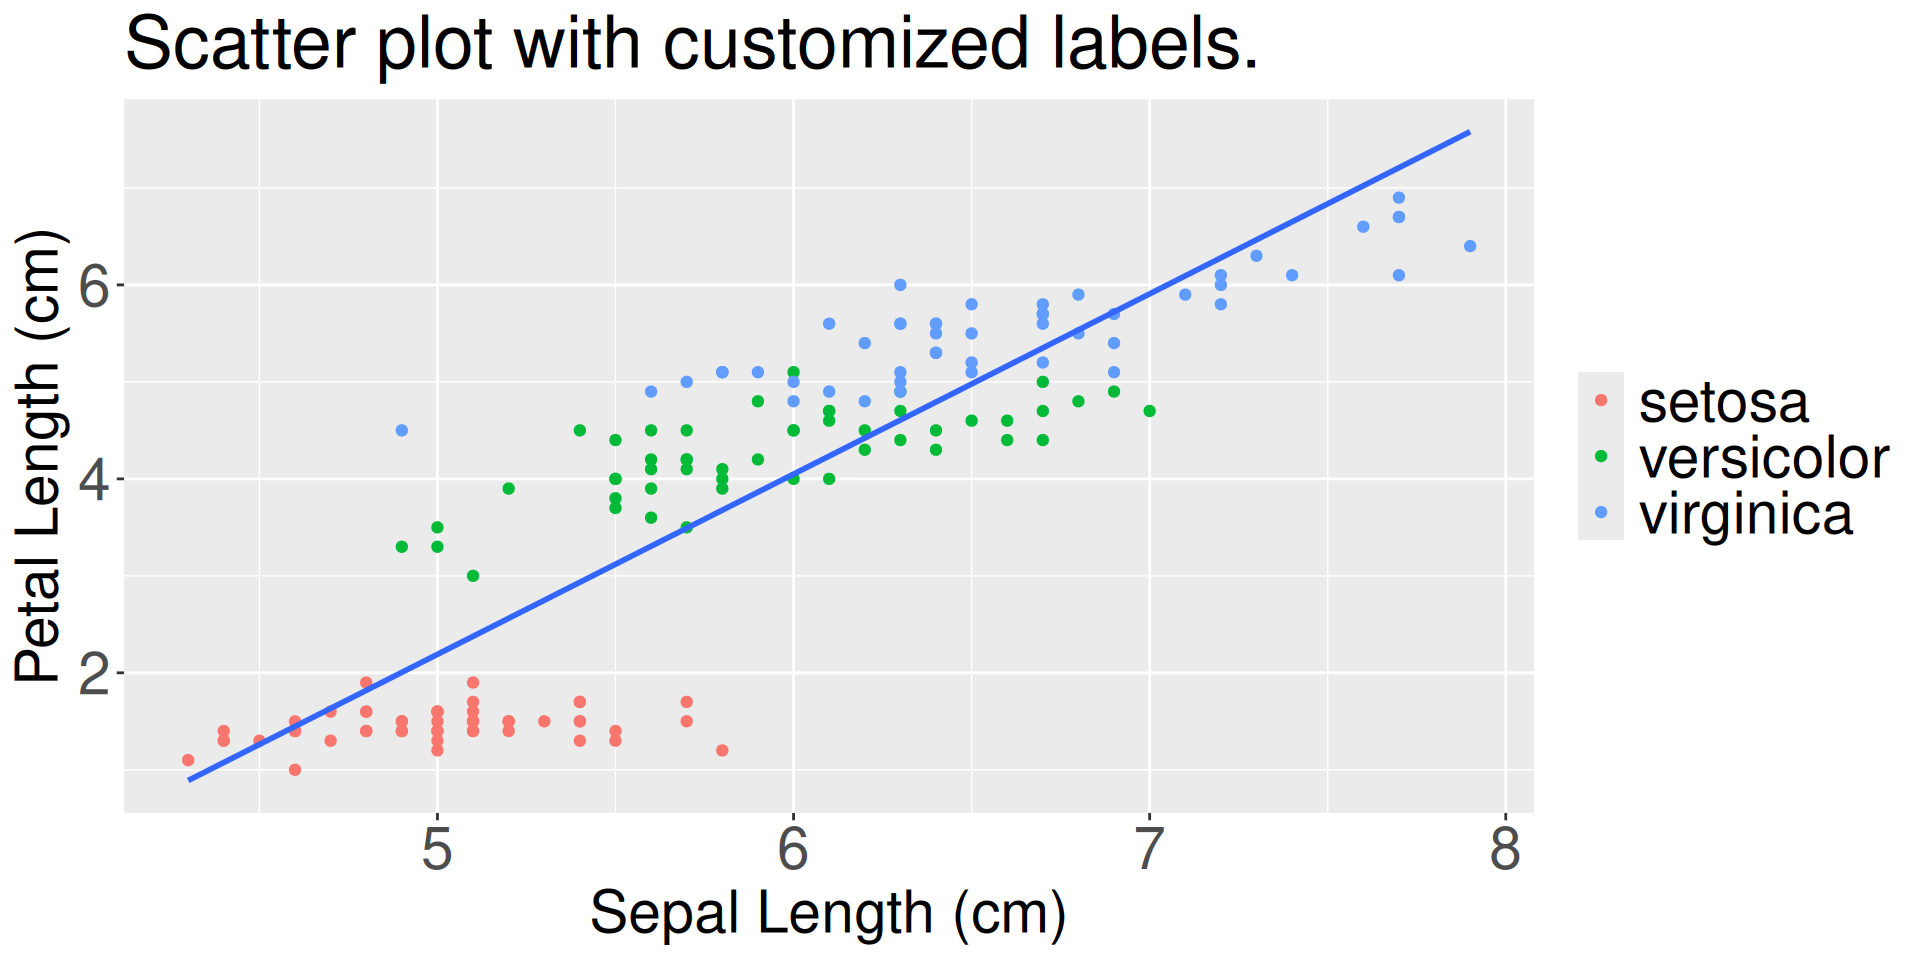 Scatter plot with customized labels.
Petal Length (cm)
6
4
2
5 6 7 8
Sepal Length (cm)
setosa
versicolor
virginica